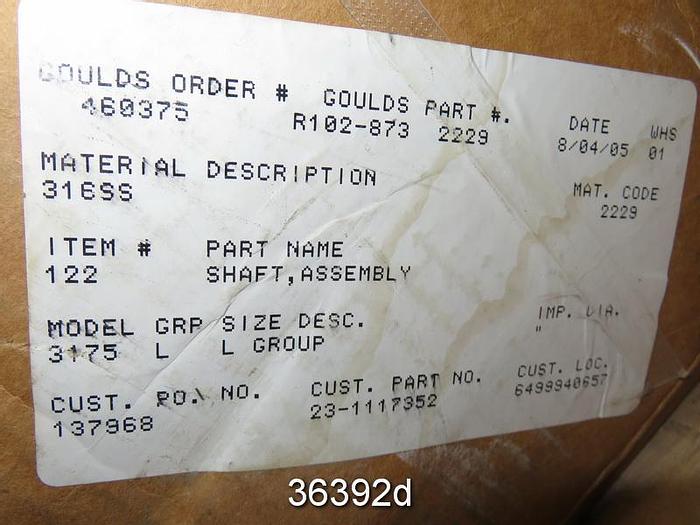 GOULDS ORDER # GOULDS PART #. DATE WHS
460375 R102-873 2229 8/04/05 01
MATERIAL DESCRIPTION MAT. CODE
316SS 2229
ITEM # PART NAME
122 SHAFT,ASSEMBLY
MODEL GRP SIZE DESC. IMP. DIA.
3175 L L GROUP "
CUST. PO. NO. CUST. PART NO. CUST. LOC.
137968 23-1117352 6499940657
36392d